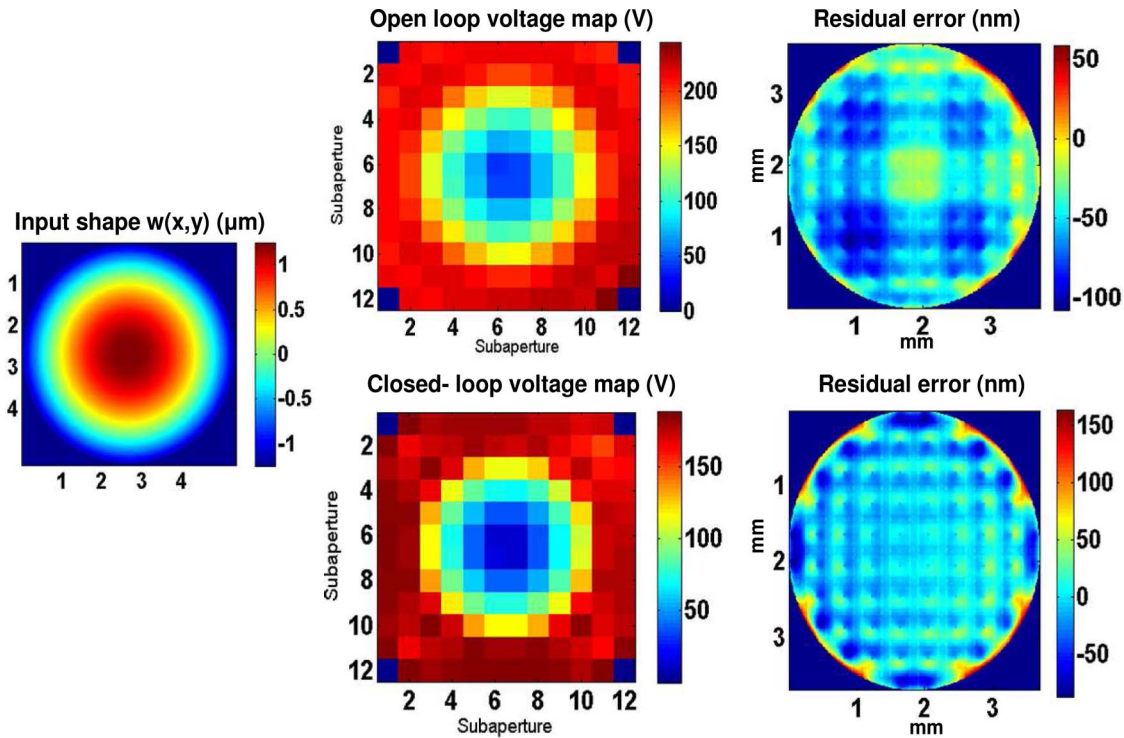 Open loop voltage map (V)
Residual error (nm)
2
4
6
8
10
12
Subaperture
2 4 6 8 10 12
Subaperture
200
150
100
50
0
3
2
1
mm
1 2 3
mm
50
0
-50
-100
Input shape w(x,y) (μm)
1
2
3
4
1 2 3 4
1
0.5
0
-0.5
-1
Closed- loop voltage map (V)
Residual error (nm)
2
4
6
8
10
12
Subaperture
2 4 6 8 10 12
Subaperture
150
100
50
1
2
3
mm
1 2 3
mm
150
100
50
0
-50